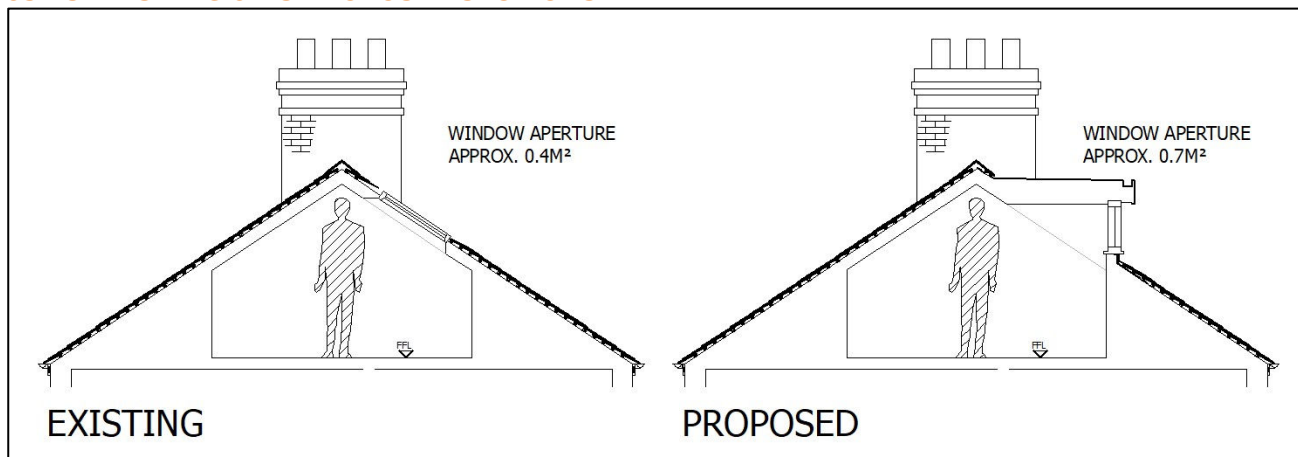 WINDOW APERTURE
APPROX. 0.4M²
FFL
EXISTING
WINDOW APERTURE
APPROX. 0.7M²
FFL
PROPOSED